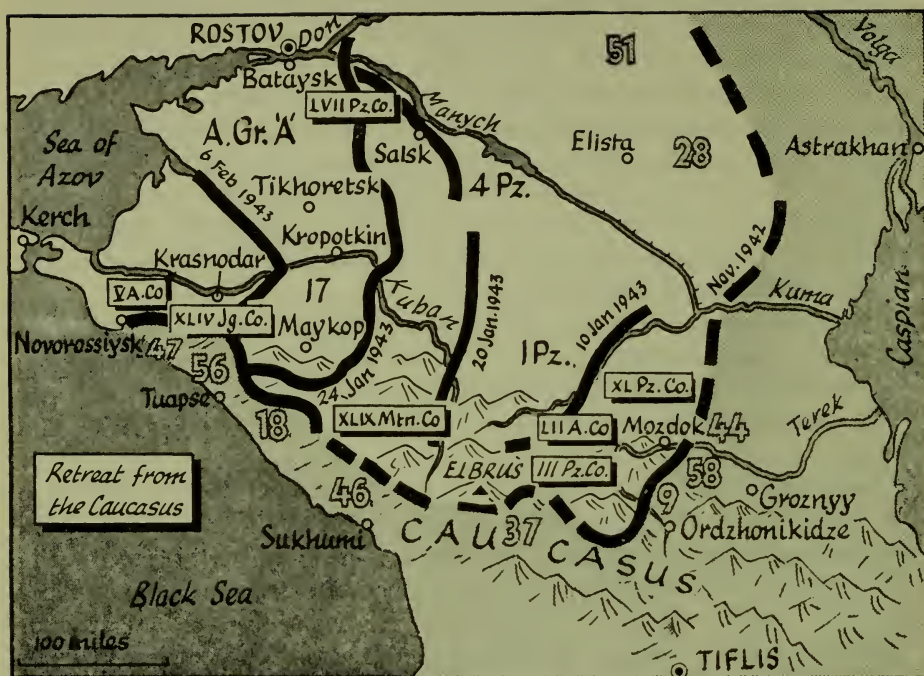 ROSTOV
Don
Bataysk
LVII Pz.Co.
Manych
51
Volga
A.Gr.'A'
Salsk
Elista
28
Astrakhan
Sea of
Azov
6 Feb 1943
Tikhoretsk
4 Pz.
Kerch
Kropotkin
Nov. 1942
Krasnodar
Kuban
Kuma
V A.Co
17
20 Jan. 1943
10 Jan 1943
Caspian
XLIV Jg.Co.
Maykop
1 Pz.
Novorossiysk
47
56
24 Jan 1943
XL Pz.Co.
Tuapse
18
XLIX Mtn.Co
LII A.Co
Mozdok
44
Terek
Retreat from
the Caucasus
ELBRUS
III Pz.Co.
58
46
9
Groznyy
Sukhumi
37
Ordzhonikidze
CAUCASUS
Black Sea
100 miles
TIFLIS